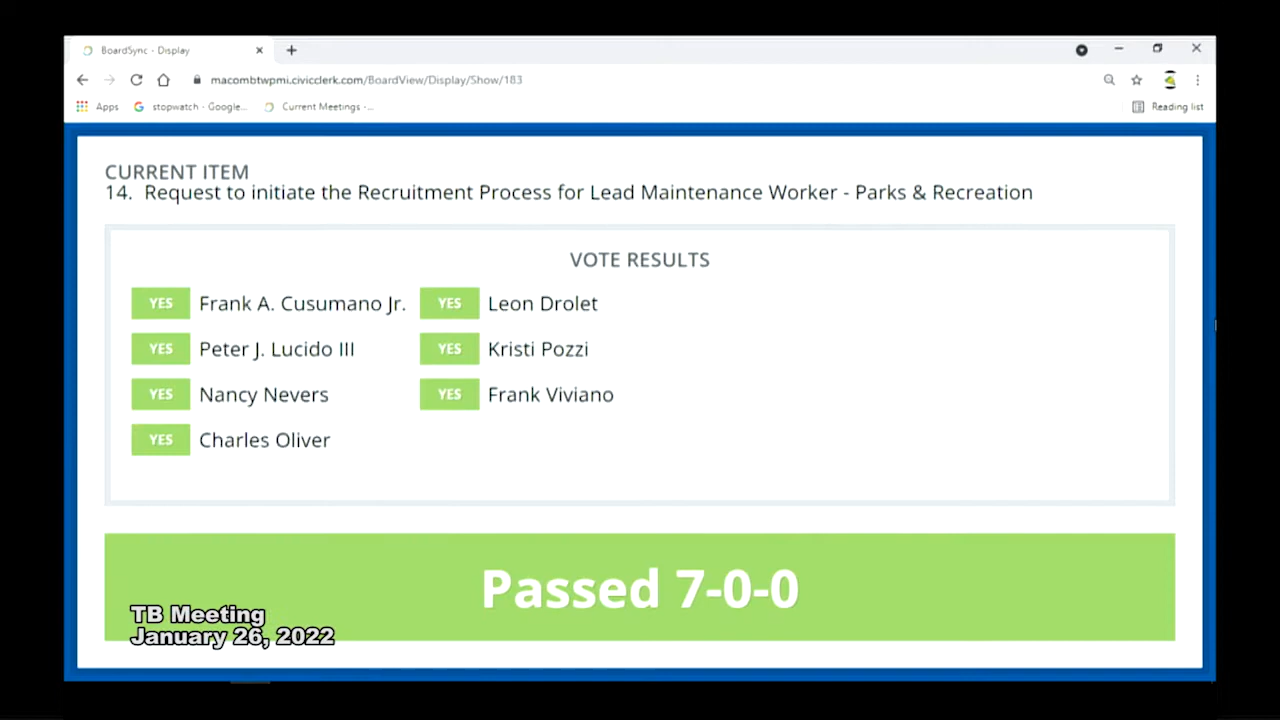 BoardSync - Display
macombtwpmi.civicclerk.com/BoardView/Display/Show/183
Apps stopwatch - Google... Current Meetings -... Reading list
CURRENT ITEM
14. Request to initiate the Recruitment Process for Lead Maintenance Worker - Parks & Recreation
VOTE RESULTS
YES Frank A. Cusumano Jr. YES Leon Drolet
YES Peter J. Lucido III YES Kristi Pozzi
YES Nancy Nevers YES Frank Viviano
YES Charles Oliver
Passed 7-0-0
TB Meeting
January 26, 2022